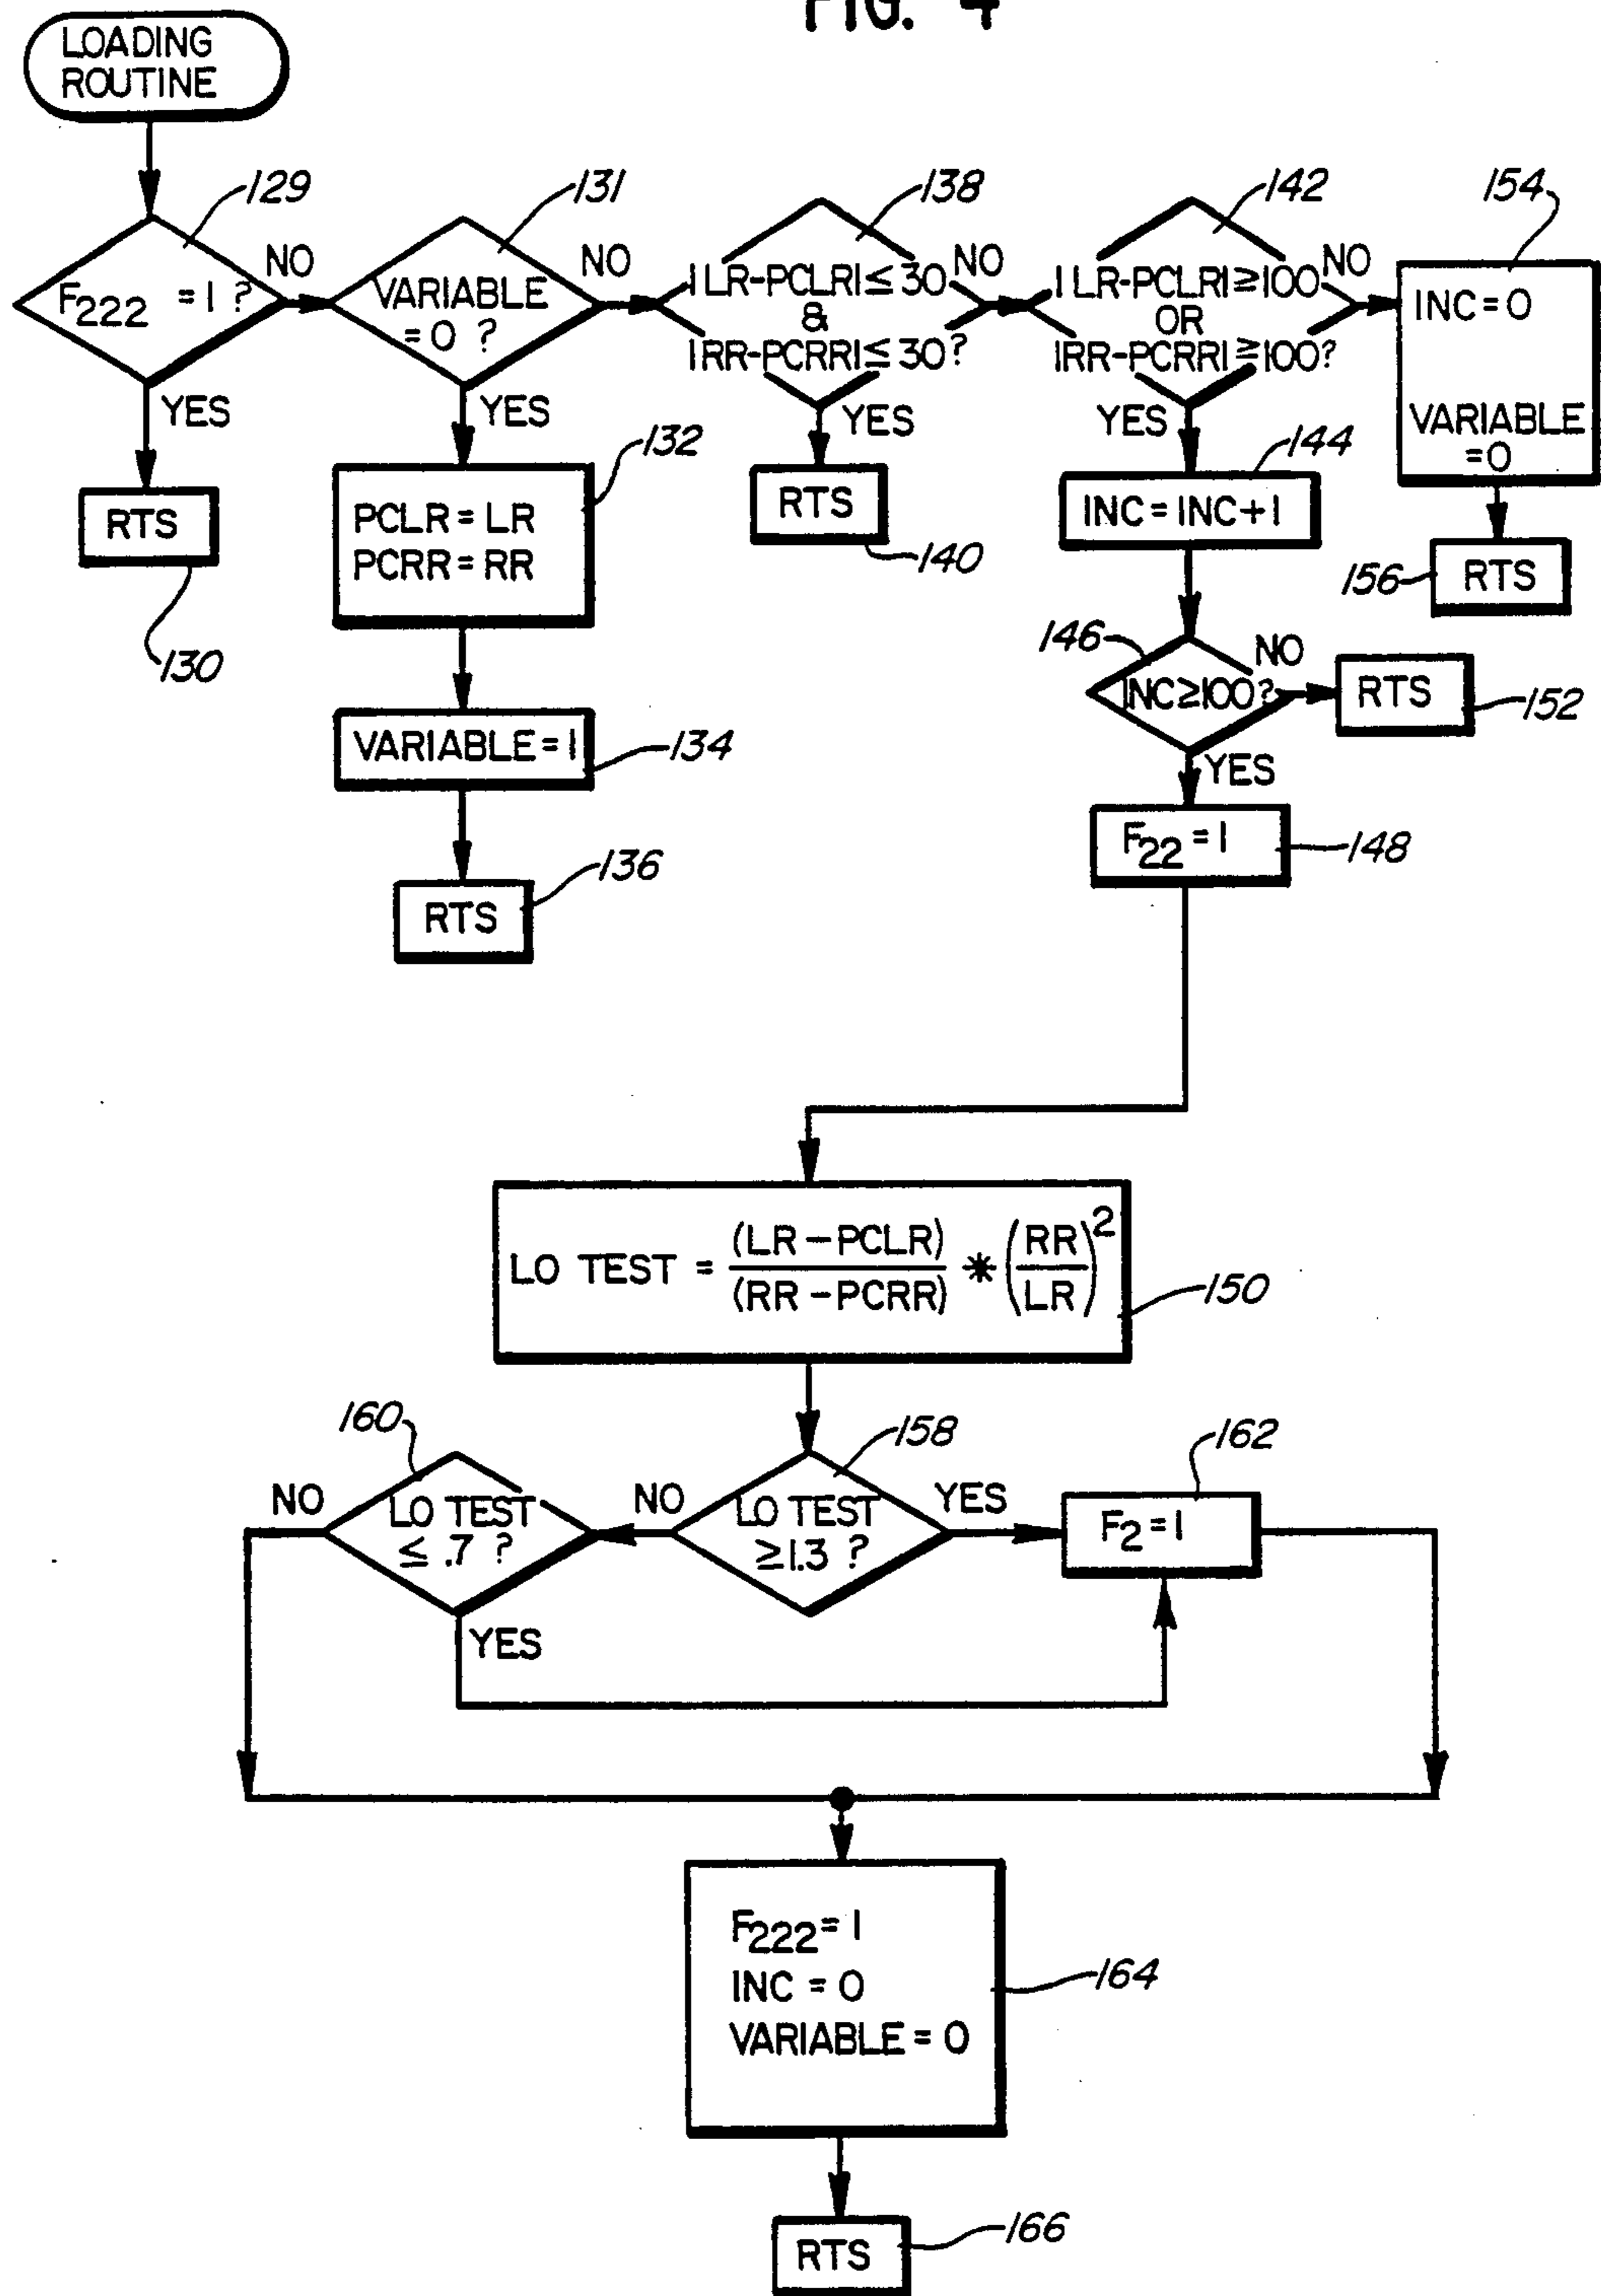 FIG. 4
LOADING
ROUTINE
129
131
138
142
154
F222 = 1 ?
NO
VARIABLE
= 0 ?
NO
|LR-PCLR| ≤ 30
&
|RR-PCRR| ≤ 30?
NO
|LR-PCLR| ≥ 100
OR
|RR-PCRR| ≥ 100?
NO
INC = 0
VARIABLE
= 0
YES
YES
YES
YES
RTS
130
132
PCLR = LR
PCRR = RR
RTS
140
144
INC = INC+1
156
RTS
146
INC ≥ 100?
NO
RTS
152
VARIABLE = 1
134
YES
F22 = 1
148
136
RTS
LO TEST = (LR-PCLR)/(RR-PCRR) * (RR/LR)2
150
160
158
162
NO
LO TEST
≤ .7 ?
NO
LO TEST
≥ 1.3 ?
YES
F2 = 1
YES
F222 = 1
INC = 0
VARIABLE = 0
164
RTS
166